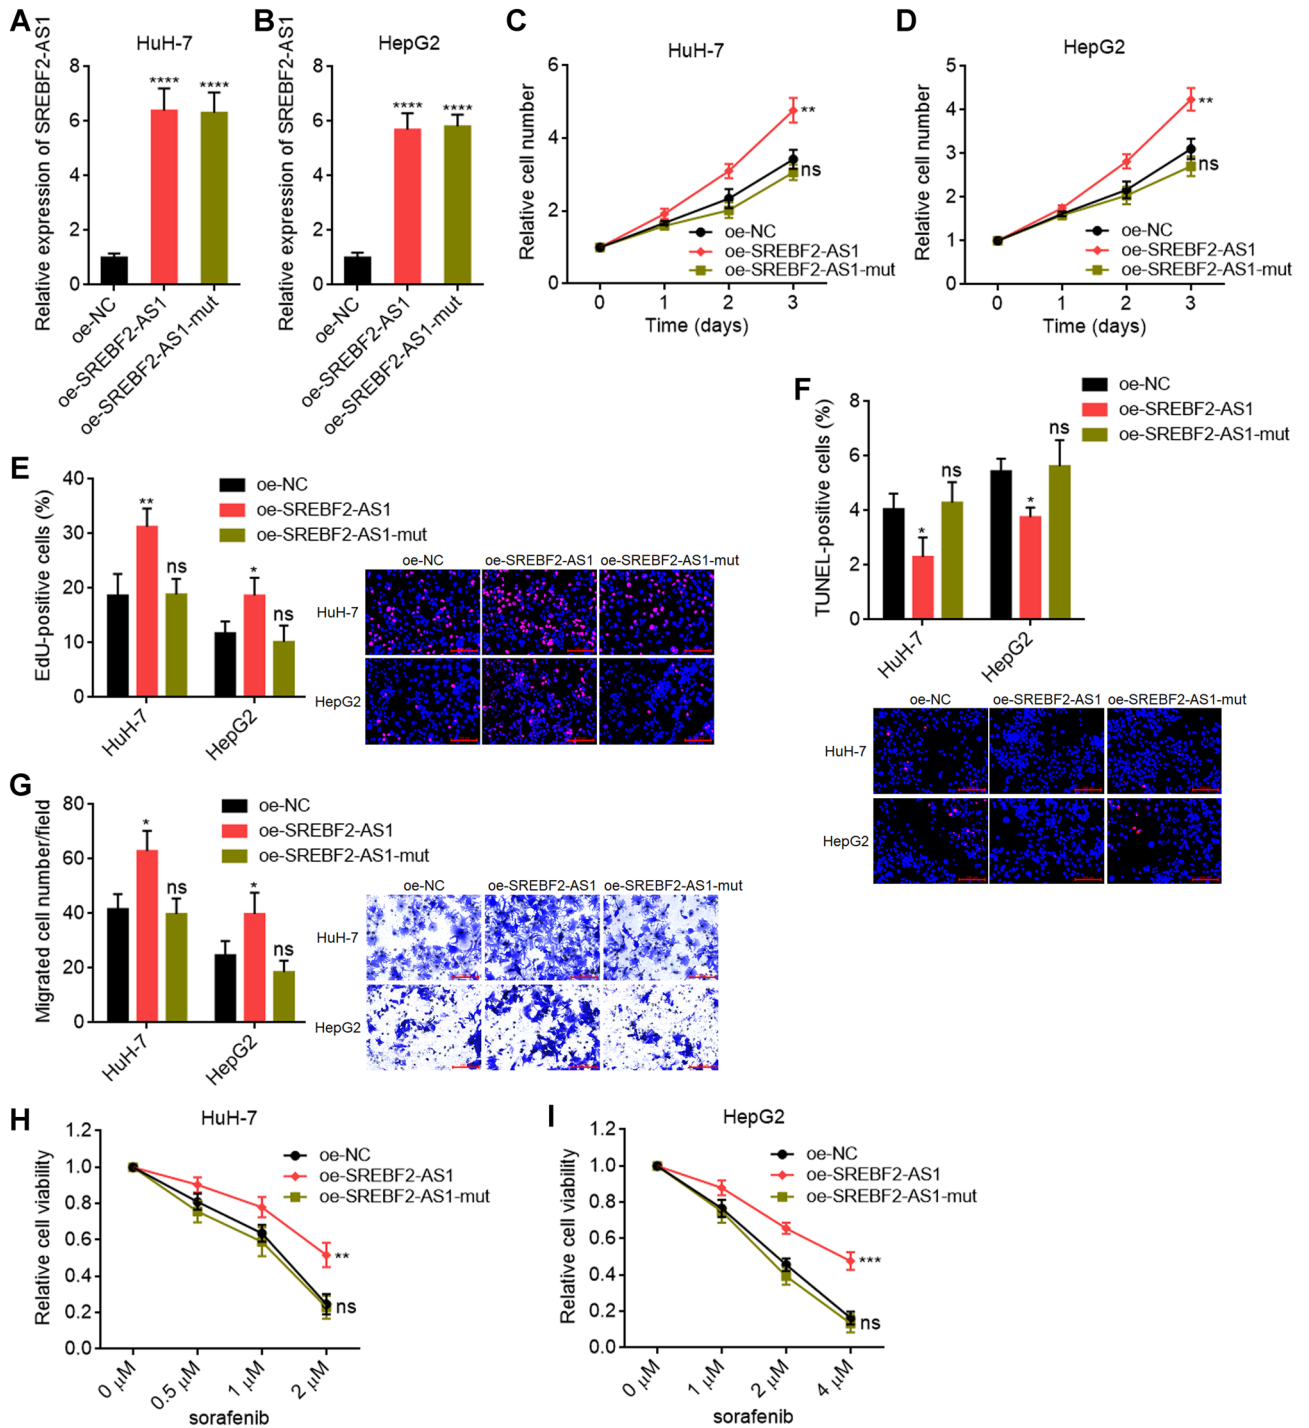 A
HuH-7
Relative expression of SREBF2-AS1
8
6
4
2
0
****
****
oe-NC
oe-SREBF2-AS1
oe-SREBF2-AS1-mut
B
HepG2
Relative expression of SREBF2-AS1
8
6
4
2
0
****
****
oe-NC
oe-SREBF2-AS1
oe-SREBF2-AS1-mut
C
HuH-7
Relative cell number
6
4
2
0
**
ns
oe-NC
oe-SREBF2-AS1
oe-SREBF2-AS1-mut
0 1 2 3
Time (days)
D
HepG2
Relative cell number
5
4
3
2
1
0
**
ns
oe-NC
oe-SREBF2-AS1
oe-SREBF2-AS1-mut
0 1 2 3
Time (days)
E
EdU-positive cells (%)
40
30
20
10
0
oe-NC
oe-SREBF2-AS1
oe-SREBF2-AS1-mut
**
ns
*
ns
HuH-7
HepG2
oe-NC oe-SREBF2-AS1 oe-SREBF2-AS1-mut
HuH-7
HepG2
F
oe-NC
oe-SREBF2-AS1
oe-SREBF2-AS1-mut
TUNEL-positive cells (%)
8
6
4
2
0
*
ns
*
ns
HuH-7
HepG2
oe-NC oe-SREBF2-AS1 oe-SREBF2-AS1-mut
HuH-7
HepG2
G
Migrated cell number/field
80
60
40
20
0
oe-NC
oe-SREBF2-AS1
oe-SREBF2-AS1-mut
*
ns
*
ns
HuH-7
HepG2
oe-NC oe-SREBF2-AS1 oe-SREBF2-AS1-mut
HuH-7
HepG2
H
HuH-7
Relative cell viability
1.2
1.0
0.8
0.6
0.4
0.2
0.0
oe-NC
oe-SREBF2-AS1
oe-SREBF2-AS1-mut
**
ns
0 μM
0.5 μM
1 μM
2 μM
sorafenib
I
HepG2
Relative cell viability
1.2
1.0
0.8
0.6
0.4
0.2
0.0
oe-NC
oe-SREBF2-AS1
oe-SREBF2-AS1-mut
***
ns
0 μM
1 μM
2 μM
4 μM
sorafenib